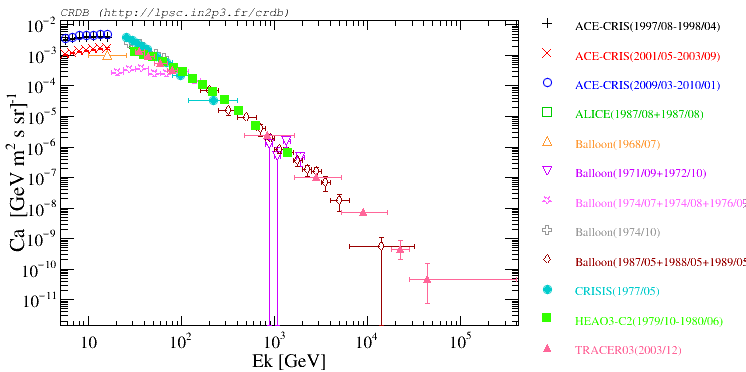 CRDB (http://lpsc.in2p3.fr/crdb)
Ca [GeV m² s sr]⁻¹
10⁻²
10⁻³
10⁻⁴
10⁻⁵
10⁻⁶
10⁻⁷
10⁻⁸
10⁻⁹
10⁻¹⁰
10⁻¹¹
10
10²
10³
10⁴
10⁵
Ek [GeV]
ACE-CRIS(1997/08-1998/04)
ACE-CRIS(2001/05-2003/09)
ACE-CRIS(2009/03-2010/01)
ALICE(1987/08+1987/08)
Balloon(1968/07)
Balloon(1971/09+1972/10)
Balloon(1974/07+1974/08+1976/09
Balloon(1974/10)
Balloon(1987/05+1988/05+1989/05
CRISIS(1977/05)
HEAO3-C2(1979/10-1980/06)
TRACER03(2003/12)